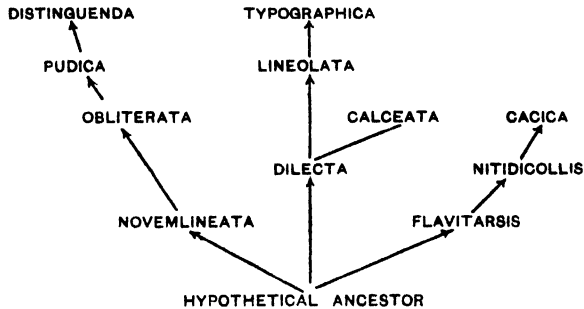 DISTINGUENDA TYPOGRAPHICA
PUDICA LINEOLATA
OBLITERATA CALCEATA CACICA
DILECTA NITIDICOLLIS
NOVEMLINEATA FLAVITARSIS
HYPOTHETICAL ANCESTOR